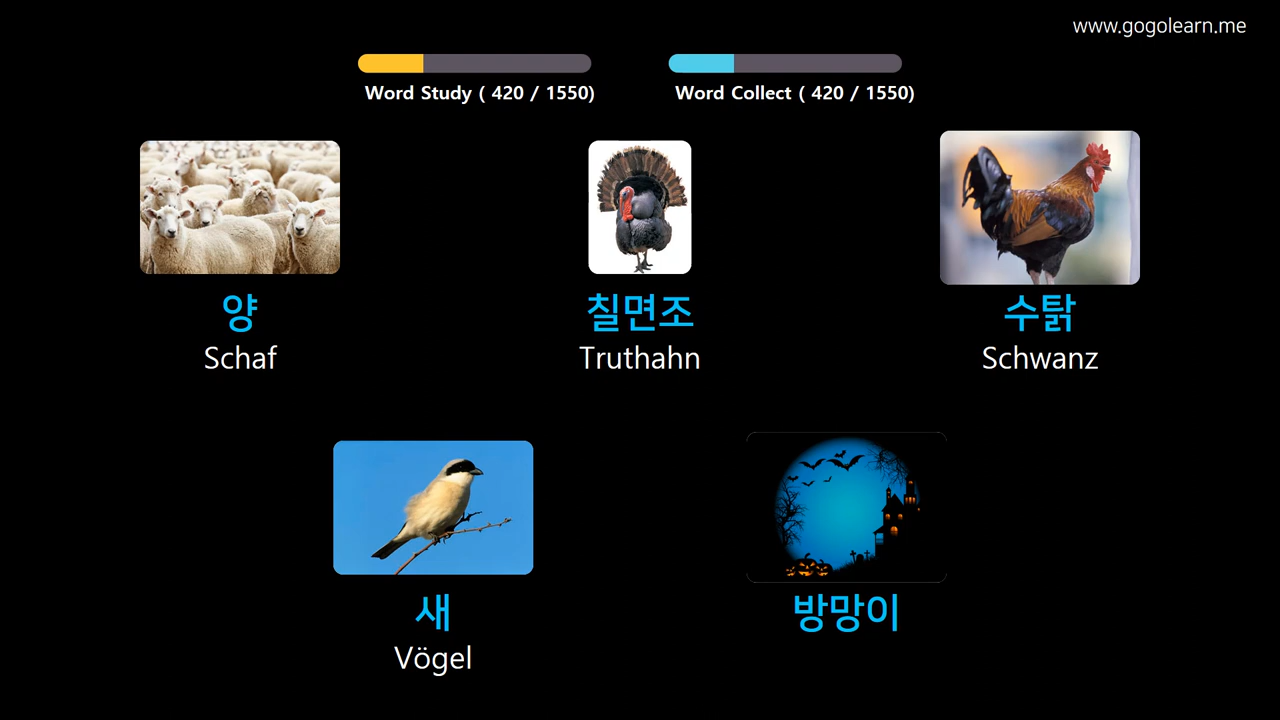 www.gogolearn.me
Word Study ( 420 / 1550)
Word Collect ( 420 / 1550)
양
칠면조
수탉
Schaf
Truthahn
Schwanz
새
방망이
Vögel